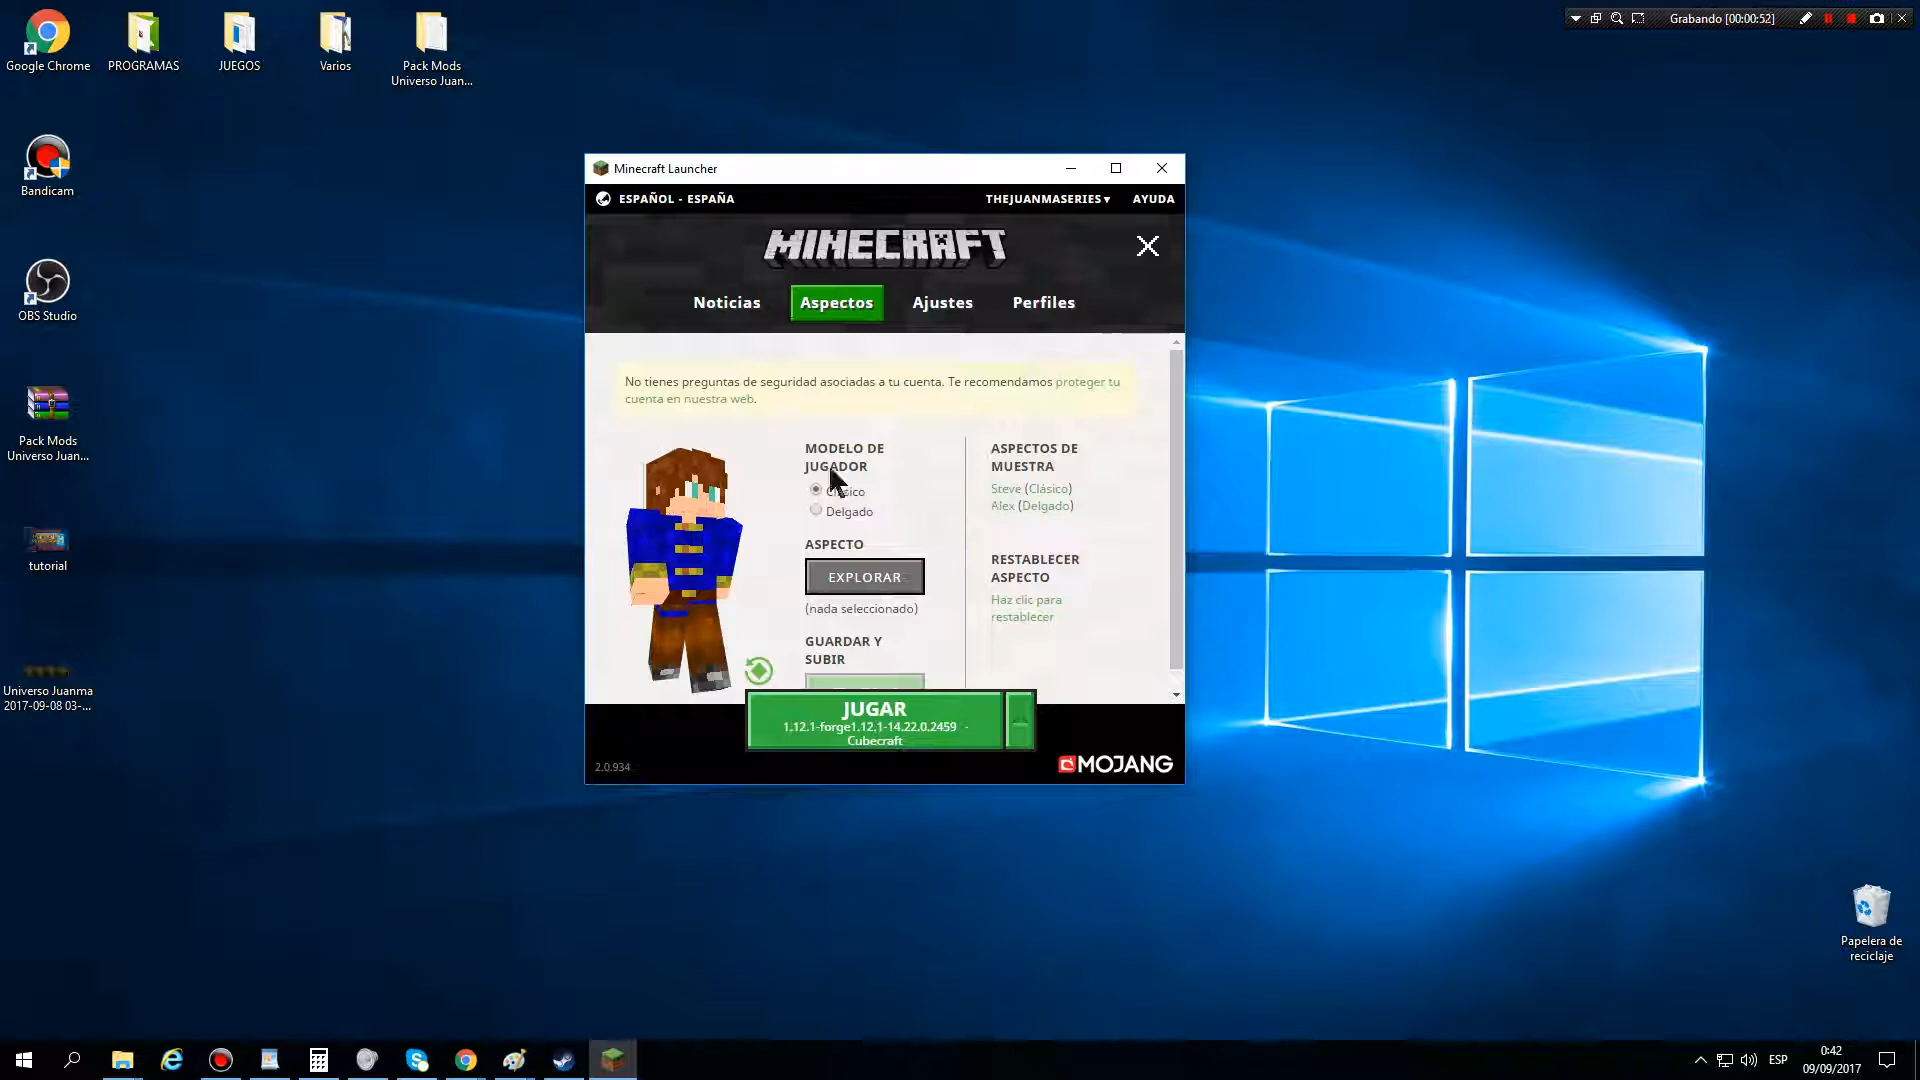 Grabando [00:00:52]
Google Chrome
PROGRAMAS
JUEGOS
Varios
Pack Mods
Universo Juan...
Bandicam
OBS Studio
Pack Mods
Universo Juan...
tutorial
Universo Juanma
2017-09-08 03-...
Minecraft Launcher
ESPAÑOL - ESPAÑA
THEJUANMASERIES
AYUDA
MINECRAFT
Noticias
Aspectos
Ajustes
Perfiles
No tienes preguntas de seguridad asociadas a tu cuenta. Te recomendamos proteger tu
cuenta en nuestra web.
MODELO DE
JUGADOR
Clásico
Delgado
ASPECTO
EXPLORAR
(nada seleccionado)
GUARDAR Y
SUBIR
ASPECTOS DE
MUESTRA
Steve (Clásico)
Alex (Delgado)
RESTABLECER
ASPECTO
Haz clic para
restablecer
JUGAR
1.12.1-forge1.12.1-14.22.0.2459 -
Cubecraft
2.0.934
MOJANG
Papelera de
reciclaje
ESP
0:42
09/09/2017